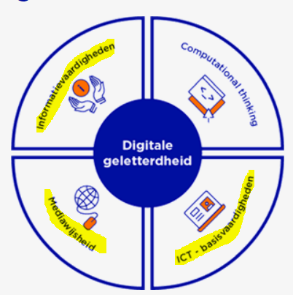 Informatievaardigheden
Computational thinking
Digitale
geletterdheid
Mediawijsheid
ICT - basisvaardigheden